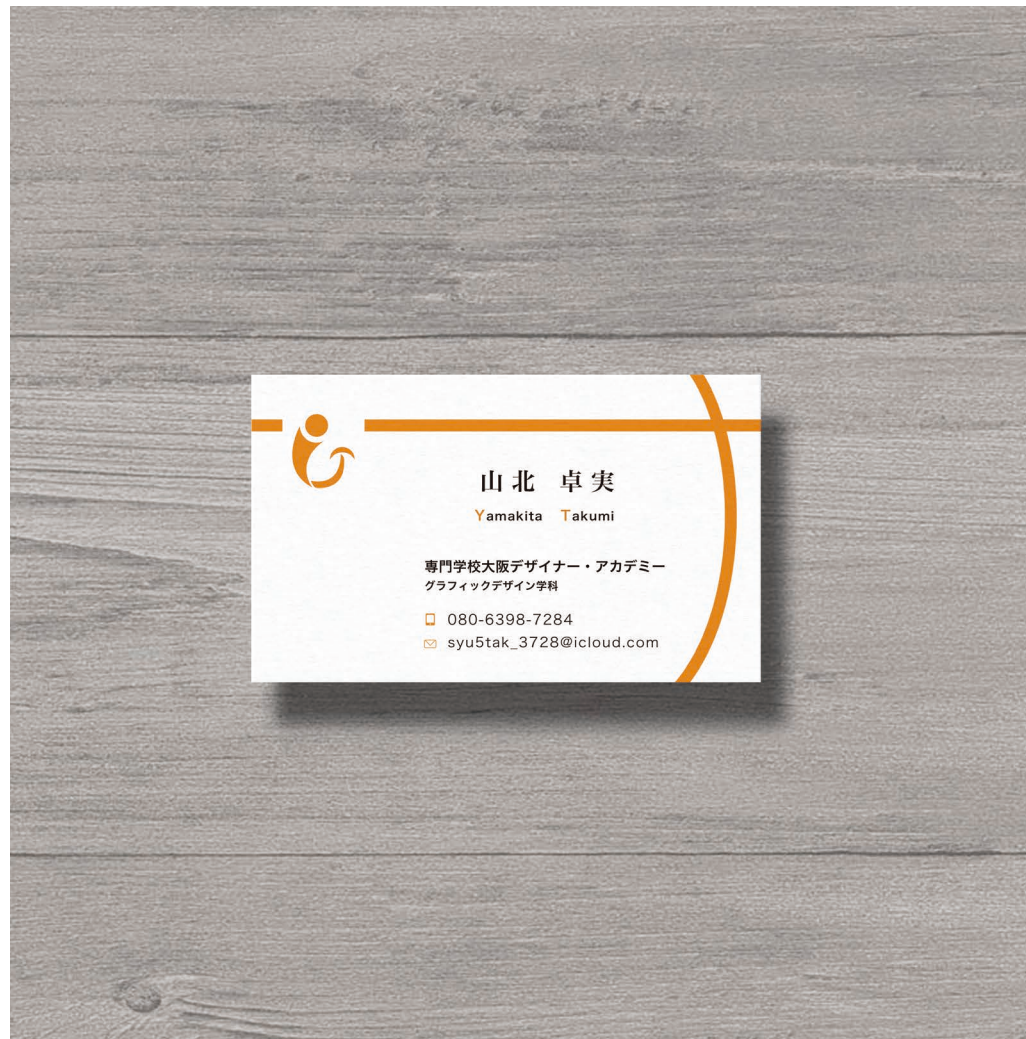 山北 卓実
Yamakita Takumi
専門学校大阪デザイナー・アカデミー
グラフィックデザイン学科
080-6398-7284
syu5tak_3728@icloud.com